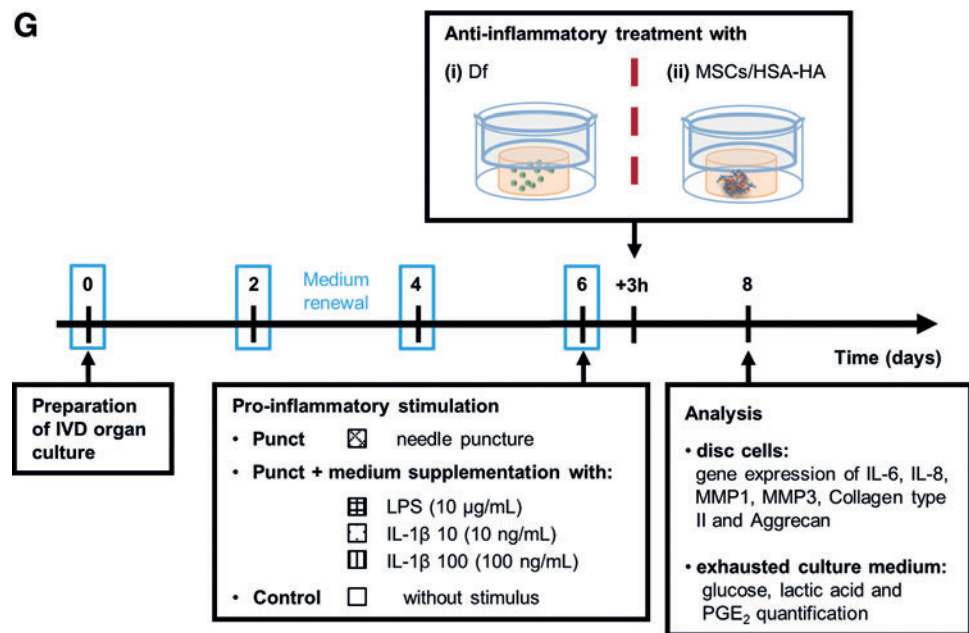 G
Anti-inflammatory treatment with
(i) Df
(ii) MSCs/HSA-HA
0
2
Medium
renewal
4
6
+3h
8
Time (days)
Preparation
of IVD organ
culture
Pro-inflammatory stimulation
• Punct needle puncture
• Punct + medium supplementation with:
LPS (10 µg/mL)
IL-1β 10 (10 ng/mL)
IL-1β 100 (100 ng/mL)
• Control without stimulus
Analysis
• disc cells:
gene expression of IL-6, IL-8,
MMP1, MMP3, Collagen type
II and Aggrecan
• exhausted culture medium:
glucose, lactic acid and
PGE₂ quantification